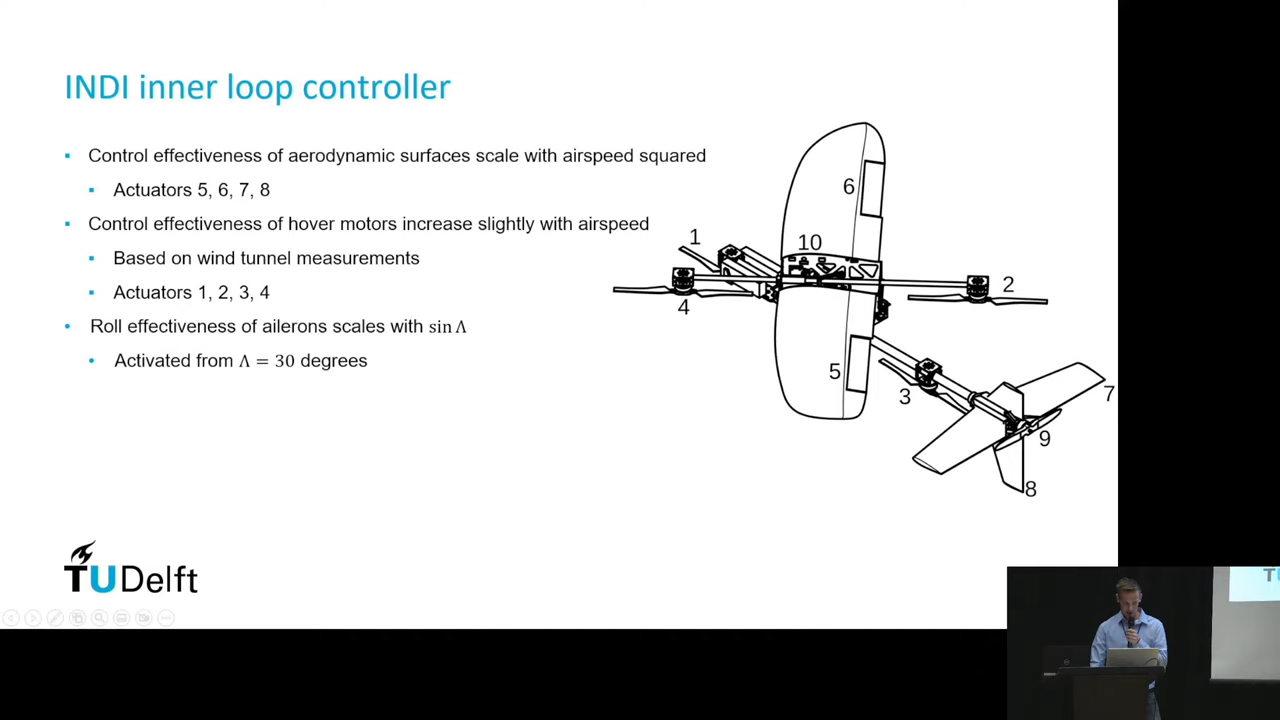 INDI inner loop controller
▪ Control effectiveness of aerodynamic surfaces scale with airspeed squared
▪ Actuators 5, 6, 7, 8
▪ Control effectiveness of hover motors increase slightly with airspeed
▪ Based on wind tunnel measurements
▪ Actuators 1, 2, 3, 4
• Roll effectiveness of ailerons scales with sin Λ
• Activated from Λ = 30 degrees
6
1
10
2
4
5
3
7
9
8
TU Delft
TU